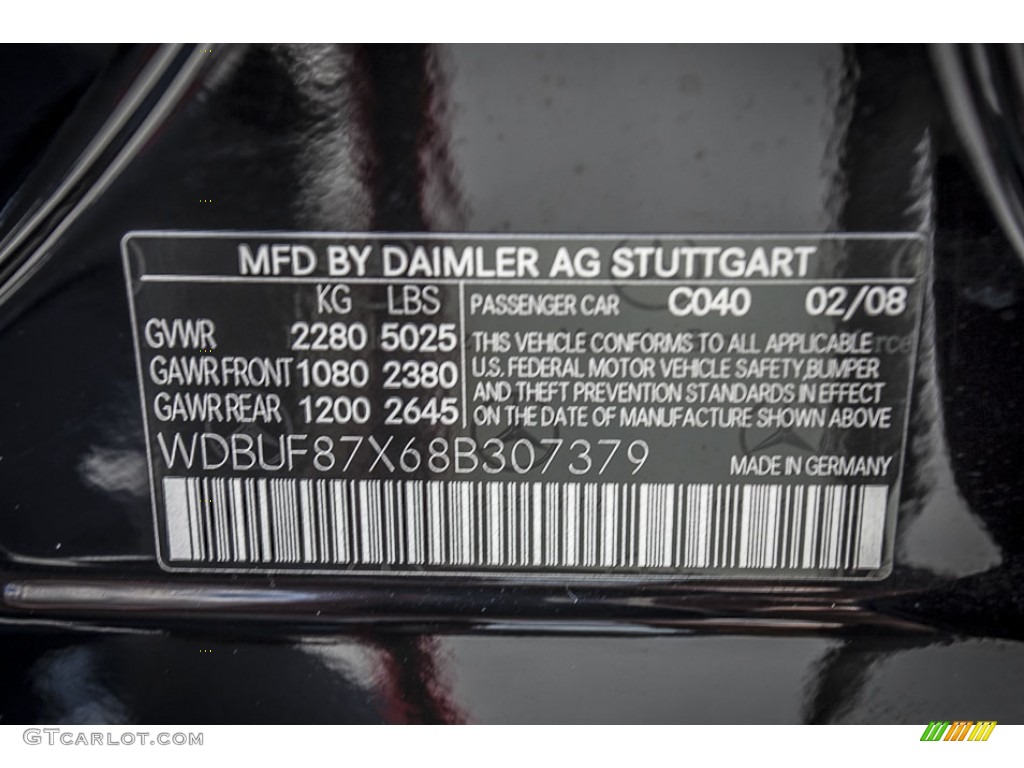 MFD BY DAIMLER AG STUTTGART
KG LBS
GVWR 2280 5025
GAWR FRONT 1080 2380
GAWR REAR 1200 2645
PASSENGER CAR C040 02/08
THIS VEHICLE CONFORMS TO ALL APPLICABLE
U.S. FEDERAL MOTOR VEHICLE SAFETY,BUMPER
AND THEFT PREVENTION STANDARDS IN EFFECT
ON THE DATE OF MANUFACTURE SHOWN ABOVE
WDBUF87X68B307379
MADE IN GERMANY
GTCARLOT.COM